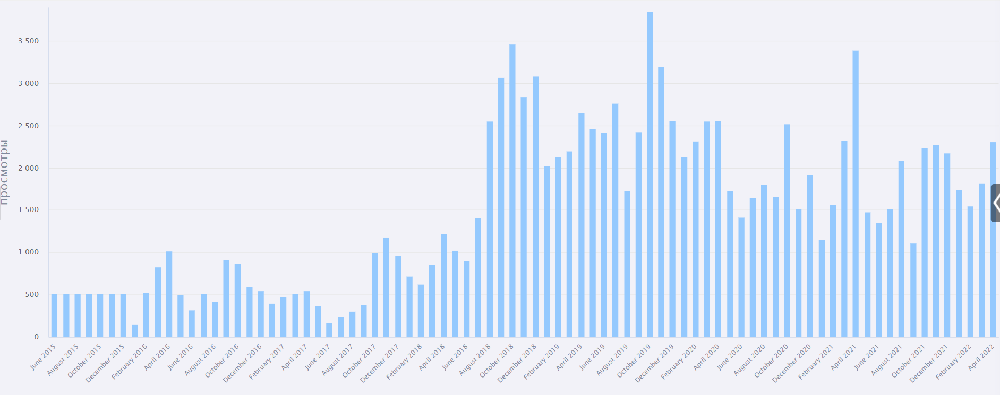 3 500
3 000
2 500
2 000
1 500
1 000
500
0
просмотры
June 2015
August 2015
October 2015
December 2015
February 2016
April 2016
June 2016
August 2016
October 2016
December 2016
February 2017
April 2017
June 2017
August 2017
October 2017
December 2017
February 2018
April 2018
June 2018
August 2018
October 2018
December 2018
February 2019
April 2019
June 2019
August 2019
October 2019
December 2019
February 2020
April 2020
June 2020
August 2020
October 2020
December 2020
February 2021
April 2021
June 2021
August 2021
October 2021
December 2021
February 2022
April 2022